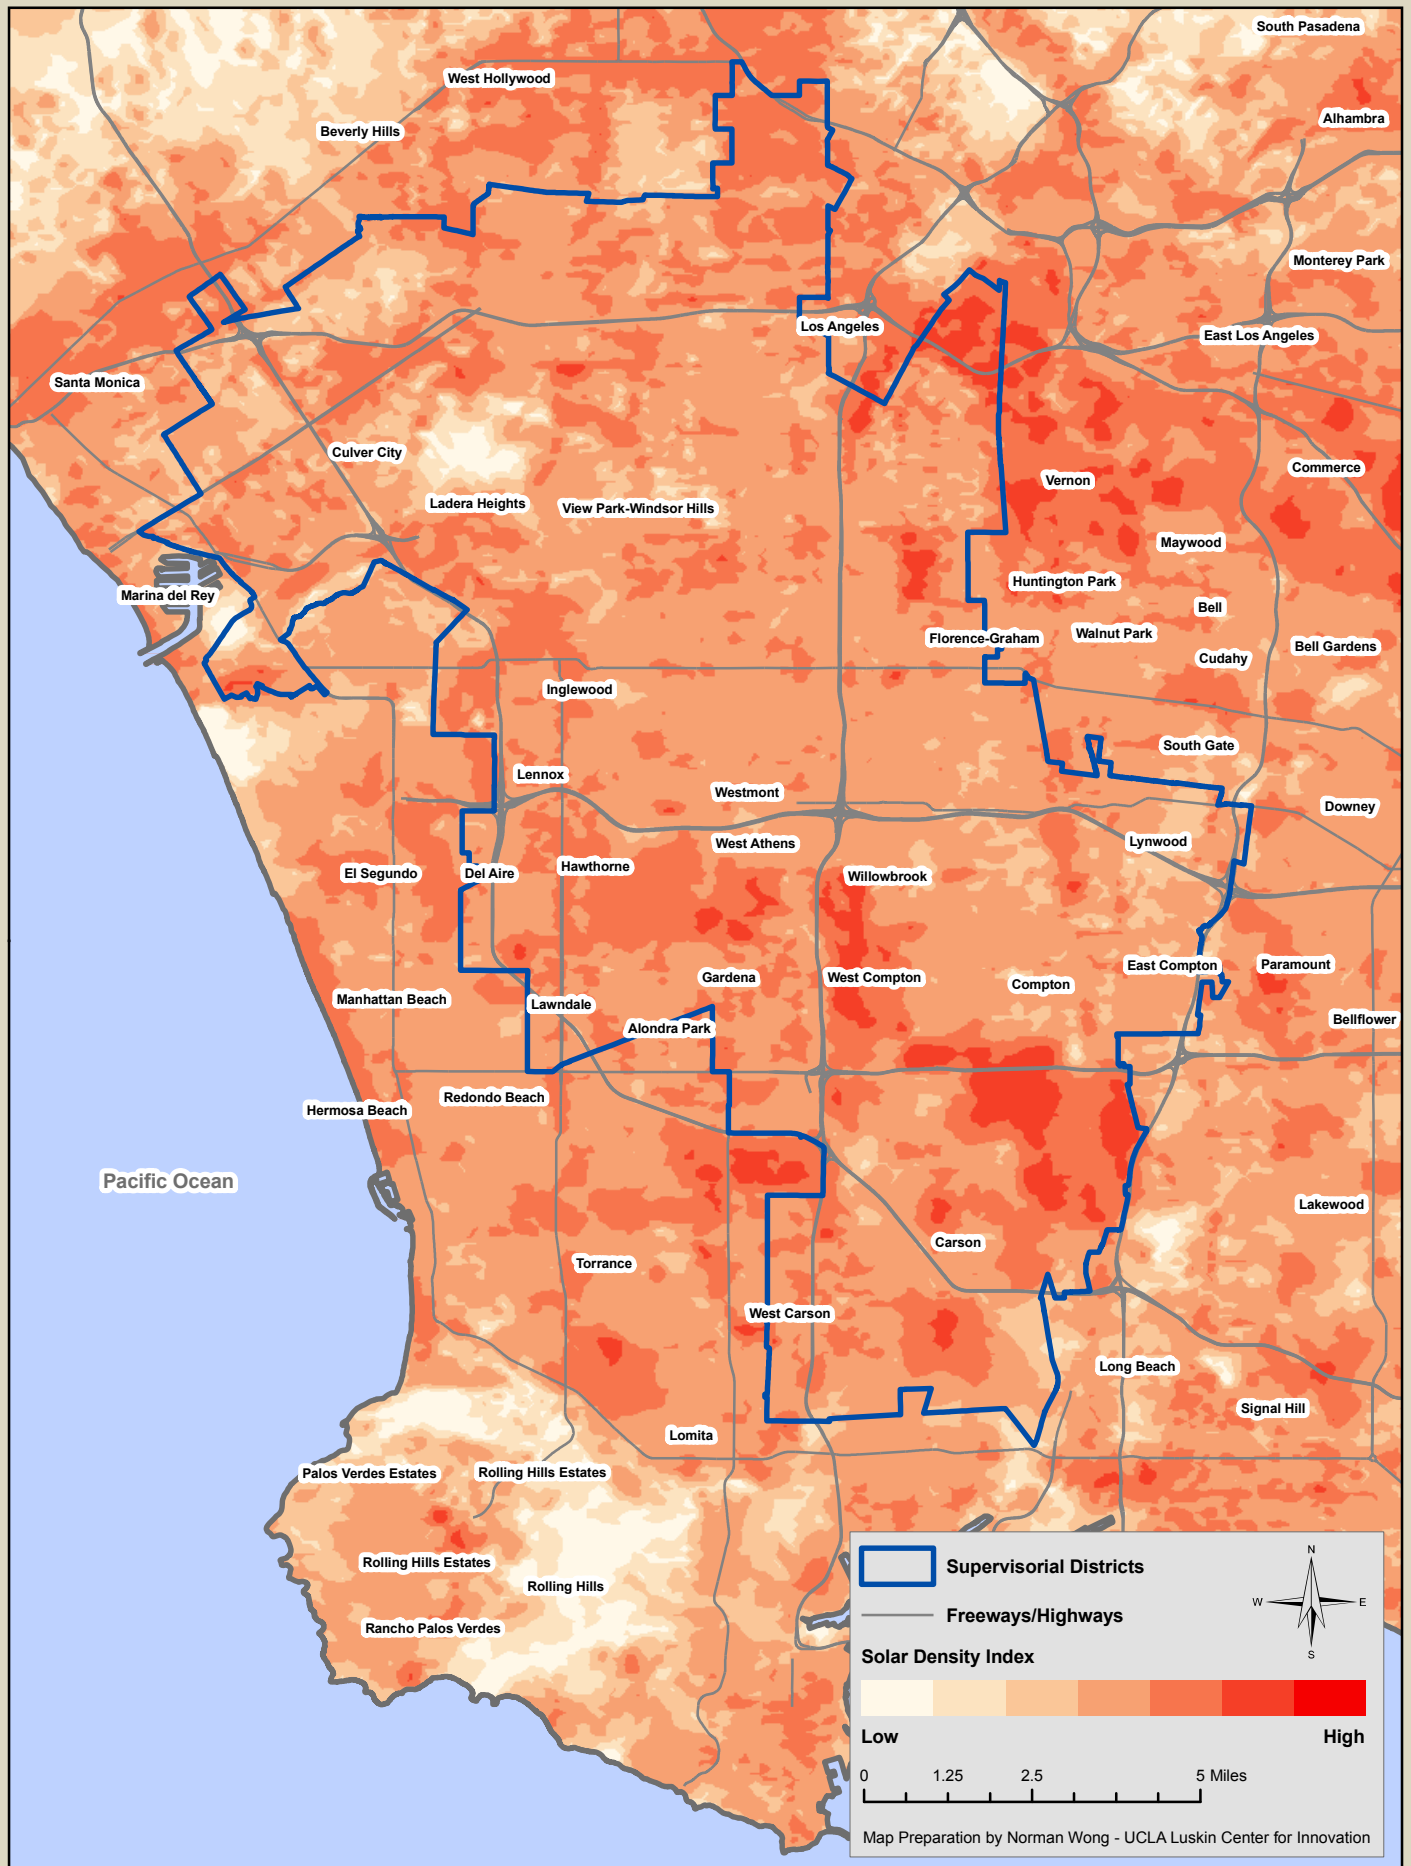 South Pasadena
West Hollywood
Alhambra
Beverly Hills
Monterey Park
Los Angeles
East Los Angeles
Santa Monica
Culver City
Commerce
Vernon
Ladera Heights
View Park-Windsor Hills
Maywood
Huntington Park
Marina del Rey
Bell
Walnut Park
Florence-Graham
Bell Gardens
Cudahy
Inglewood
South Gate
Lennox
Westmont
Downey
Lynwood
West Athens
Hawthorne
El Segundo
Del Aire
Willowbrook
East Compton
Paramount
Gardena
West Compton
Compton
Manhattan Beach
Lawndale
Bellflower
Alondra Park
Redondo Beach
Hermosa Beach
Pacific Ocean
Lakewood
Carson
Torrance
West Carson
Long Beach
Signal Hill
Lomita
Palos Verdes Estates
Rolling Hills Estates
Rolling Hills Estates
Rolling Hills
Rancho Palos Verdes
Supervisorial Districts
Freeways/Highways
N
W E
S
Solar Density Index
Low High
0 1.25 2.5 5 Miles
Map Preparation by Norman Wong - UCLA Luskin Center for Innovation